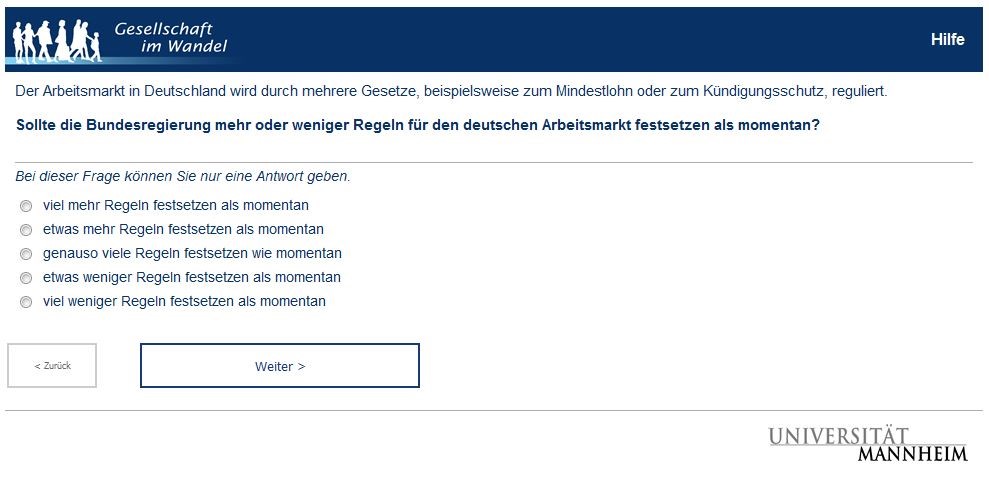 Gesellschaft
im Wandel
Hilfe
Der Arbeitsmarkt in Deutschland wird durch mehrere Gesetze, beispielsweise zum Mindestlohn oder zum Kündigungsschutz, reguliert.
Sollte die Bundesregierung mehr oder weniger Regeln für den deutschen Arbeitsmarkt festsetzen als momentan?
Bei dieser Frage können Sie nur eine Antwort geben.
viel mehr Regeln festsetzen als momentan
etwas mehr Regeln festsetzen als momentan
genauso viele Regeln festsetzen wie momentan
etwas weniger Regeln festsetzen als momentan
viel weniger Regeln festsetzen als momentan
< Zurück
Weiter >
UNIVERSITÄT
MANNHEIM